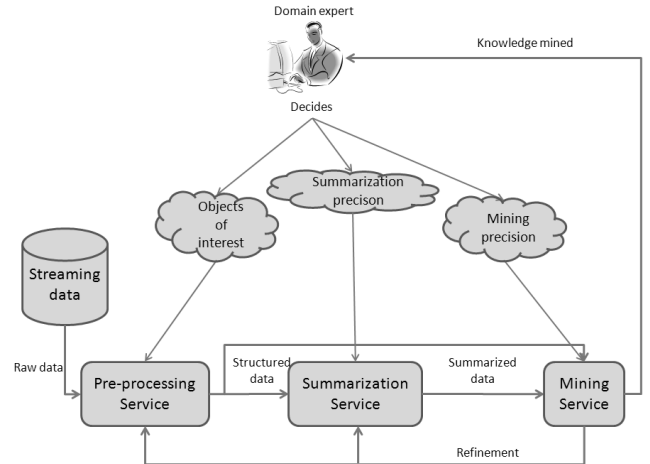 Domain expert
Knowledge mined
Decides
Objects
of
interest
Summarization
precison
Mining
precision
Streaming
data
Raw data
Pre-processing
Service
Structured
data
Summarization
Service
Summarized
data
Mining
Service
Refinement